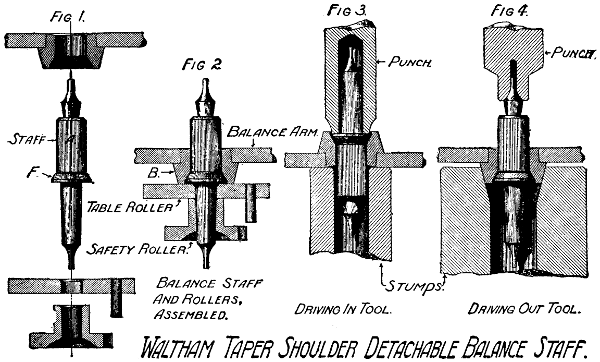 FIG 1.
STAFF
A
F.
FIG 2
BALANCE ARM.
B.
TABLE ROLLER
SAFETY ROLLER.
BALANCE STAFF
AND ROLLERS,
ASSEMBLED.
FIG 3.
PUNCH.
DRIVING IN TOOL.
STUMPS.
FIG 4.
PUNCH.
DRIVING OUT TOOL.
WALTHAM TAPER SHOULDER DETACHABLE BALANCE STAFF.